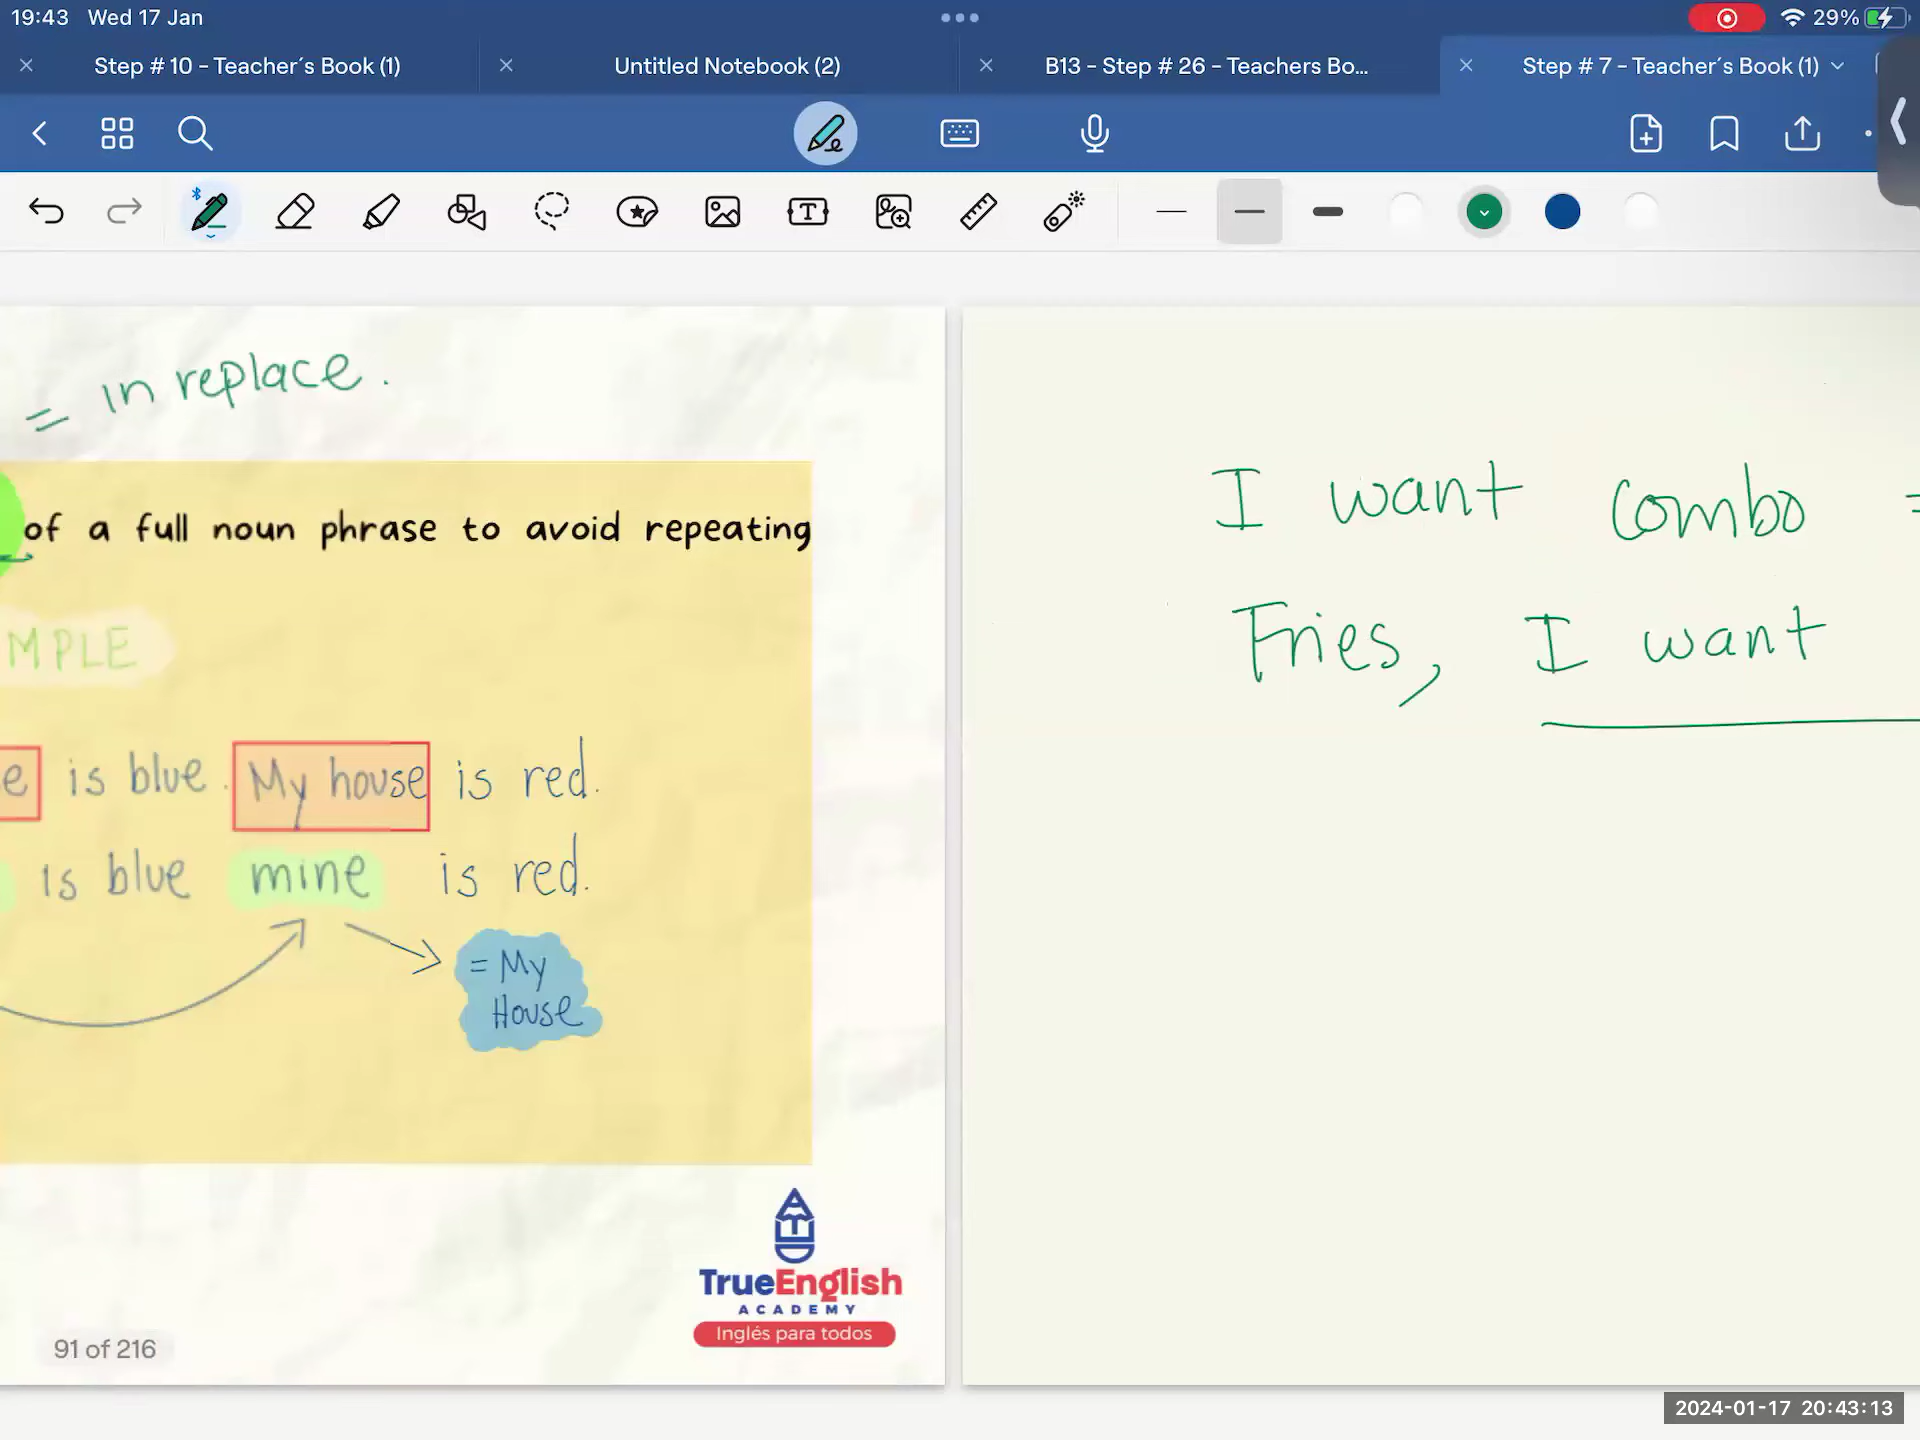 19:43 Wed 17 Jan
29%
Step # 10 - Teacher´s Book (1)
Untitled Notebook (2)
B13 - Step # 26 - Teachers Bo...
Step # 7 - Teacher´s Book (1)
= in replace.
of a full noun phrase to avoid repeating
MPLE
e is blue. My house is red.
is blue mine is red.
= My
House
TrueEnglish
ACADEMY
Inglés para todos
91 of 216
I want combo =
Fries, I want
2024-01-17 20:43:13